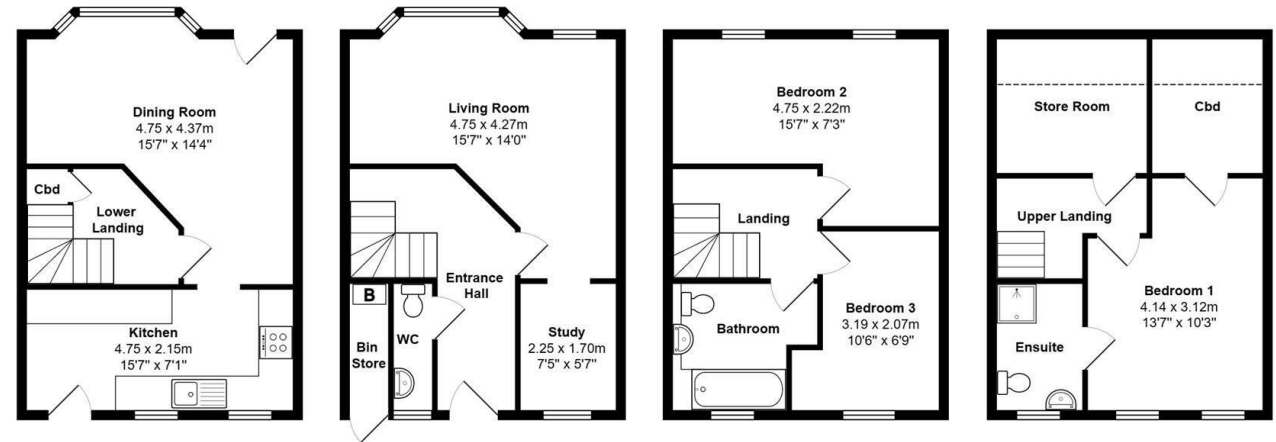 Dining Room
4.75 x 4.37m
15'7" x 14'4"
Cbd
Lower
Landing
Kitchen
4.75 x 2.15m
15'7" x 7'1"
Living Room
4.75 x 4.27m
15'7" x 14'0"
Entrance
Hall
B
Bin
Store
WC
Study
2.25 x 1.70m
7'5" x 5'7"
Bedroom 2
4.75 x 2.22m
15'7" x 7'3"
Landing
Bathroom
Bedroom 3
3.19 x 2.07m
10'6" x 6'9"
Store Room
Cbd
Upper Landing
Bedroom 1
4.14 x 3.12m
13'7" x 10'3"
Ensuite